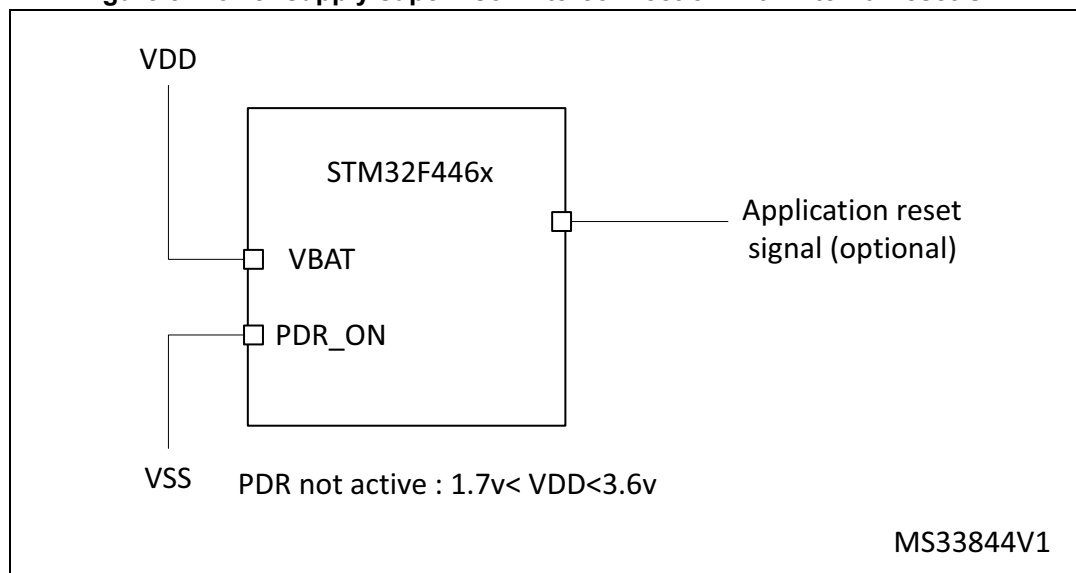 VDD
STM32F446x
Application reset
signal (optional)
VBAT
PDR_ON
VSS
PDR not active : 1.7v< VDD<3.6v
MS33844V1